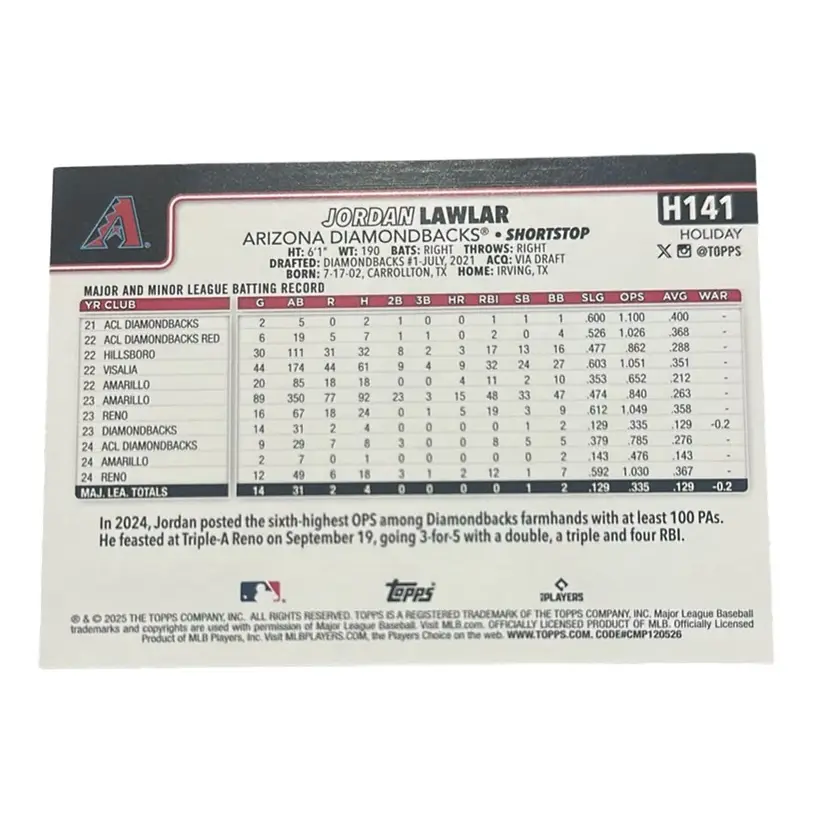 A
JORDAN LAWLAR
H141
ARIZONA DIAMONDBACKS® • SHORTSTOP
HOLIDAY
HT: 6'1" WT: 190 BATS: RIGHT THROWS: RIGHT
X @TOPPS
DRAFTED: DIAMONDBACKS #1-JULY, 2021 ACQ: VIA DRAFT
BORN: 7-17-02, CARROLLTON, TX HOME: IRVING, TX
MAJOR AND MINOR LEAGUE BATTING RECORD
YR CLUB G AB R H 2B 3B HR RBI SB BB SLG OPS AVG WAR
21 ACL DIAMONDBACKS 2 5 0 2 1 0 0 1 1 1 .600 1.100 .400 -
22 ACL DIAMONDBACKS RED 6 19 5 7 1 1 0 2 0 4 .526 1.026 .368 -
22 HILLSBORO 30 111 31 32 8 2 3 17 13 16 .477 .862 .288 -
22 VISALIA 44 174 44 61 9 4 9 32 24 27 .603 1.051 .351 -
22 AMARILLO 20 85 18 18 0 0 4 11 2 10 .353 .652 .212 -
23 AMARILLO 89 350 77 92 23 3 15 48 33 47 .474 .840 .263 -
23 RENO 16 67 18 24 0 1 5 19 3 9 .612 1.049 .358 -
23 DIAMONDBACKS 14 31 2 4 0 0 0 0 1 2 .129 .335 .129 -0.2
24 ACL DIAMONDBACKS 9 29 7 8 3 0 0 8 5 5 .379 .785 .276 -
24 AMARILLO 2 7 0 1 0 0 0 0 0 2 .143 .476 .143 -
24 RENO 12 49 6 18 3 1 2 12 1 7 .592 1.030 .367 -
MAJ. LEA. TOTALS 14 31 2 4 0 0 0 0 1 2 .129 .335 .129 -0.2
In 2024, Jordan posted the sixth-highest OPS among Diamondbacks farmhands with at least 100 PAs.
He feasted at Triple-A Reno on September 19, going 3-for-5 with a double, a triple and four RBI.
Topps
PLAYERS
® & © 2025 THE TOPPS COMPANY, INC. ALL RIGHTS RESERVED. TOPPS IS A REGISTERED TRADEMARK OF THE TOPPS COMPANY, INC. Major League Baseball
trademarks and copyrights are used with permission of Major League Baseball. Visit MLB.com. OFFICIALLY LICENSED PRODUCT OF MLB. Officially Licensed
Product of MLB Players, Inc. Visit MLBPLAYERS.COM, the Players Choice on the web. WWW.TOPPS.COM. CODE#CMP120526